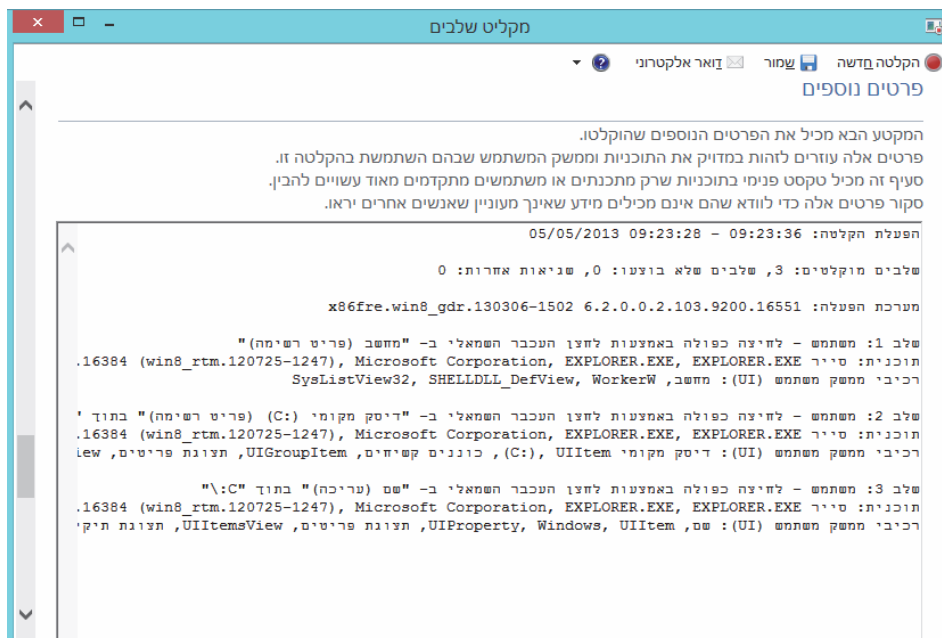 מקליט שלבים
הקלטה חדשה שמור דואר אלקטרוני
פרטים נוספים
המקטע הבא מכיל את הפרטים הנוספים שהוקלטו.
פרטים אלה עוזרים לזהות במדויק את התוכניות וממשק המשתמש שבהם השתמשת בהקלטה זו.
סעיף זה מכיל טקסט פנימי בתוכניות שרק מתכנתים או משתמשים מתקדמים מאוד עשויים להבין.
סקור פרטים אלה כדי לוודא שהם אינם מכילים מידע שאינך מעוניין שאנשים אחרים יראו.
הפעלת הקלטה: 05/05/2013 09:23:28 - 09:23:36
שלבים מוקלטים: 3, שלבים שלא בוצעו: 0, שגיאות אחרות: 0
מערכת הפעלה: x86fre.win8_gdr.130306-1502 6.2.0.0.2.103.9200.16551
שלב 1: משתמש - לחיצה כפולה באמצעות לחצן העכבר השמאלי ב- "מחשב (פריט רשימה)"
תוכנית: סייר .16384 (win8_rtm.120725-1247), Microsoft Corporation, EXPLORER.EXE, EXPLORER.EXE
רכיבי ממשק משתמש (UI): מחשב, SysListView32, SHELLDLL_DefView, WorkerW
שלב 2: משתמש - לחיצה כפולה באמצעות לחצן העכבר השמאלי ב- "דיסק מקומי (C:) (פריט רשימה)" בתוך '
תוכנית: סייר .16384 (win8_rtm.120725-1247), Microsoft Corporation, EXPLORER.EXE, EXPLORER.EXE
רכיבי ממשק משתמש (UI): דיסק מקומי (C:), UIItem, כוננים קשיחים, UIGroupItem, תצוגת פריטים, iew
שלב 3: משתמש - לחיצה כפולה באמצעות לחצן העכבר השמאלי ב- "שם (עריכה)" בתוך "C:\"
תוכנית: סייר .16384 (win8_rtm.120725-1247), Microsoft Corporation, EXPLORER.EXE, EXPLORER.EXE
רכיבי ממשק משתמש (UI): שם, UIProperty, Windows, UIItem, תצוגת פריטים, UIItemsView, תצוגת תיקי